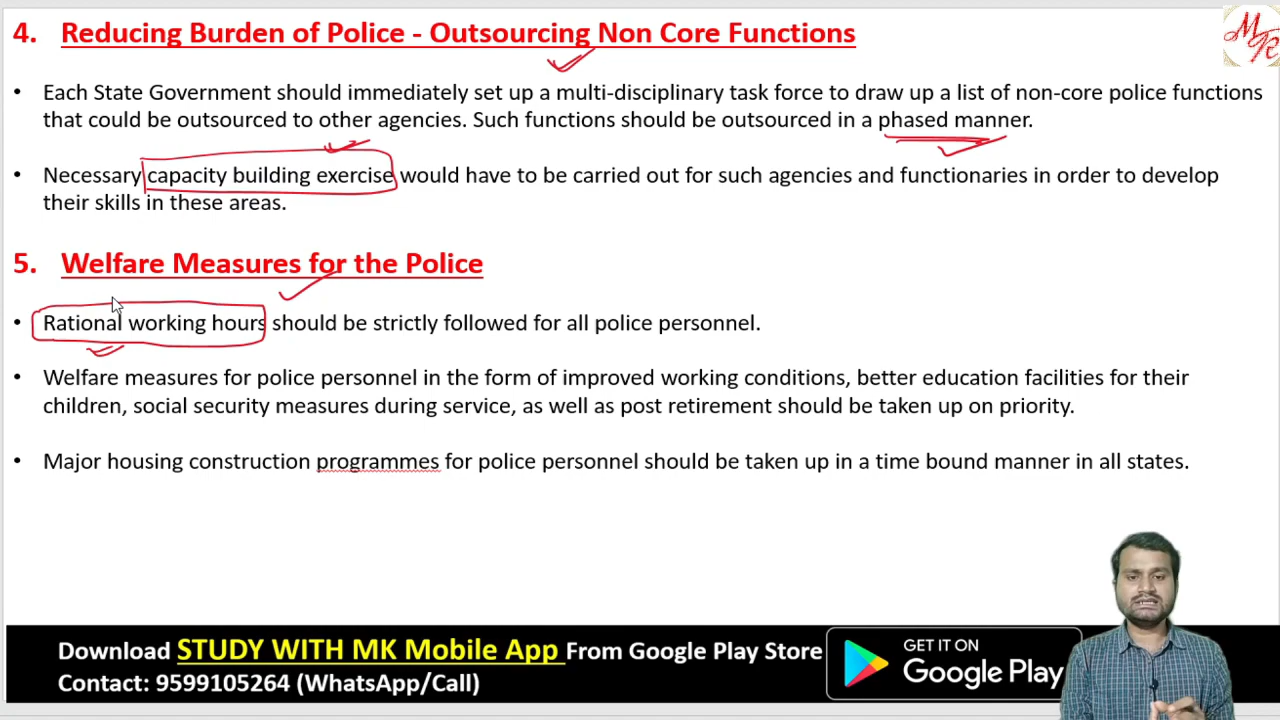 4. Reducing Burden of Police - Outsourcing Non Core Functions
MK
• Each State Government should immediately set up a multi-disciplinary task force to draw up a list of non-core police functions
that could be outsourced to other agencies. Such functions should be outsourced in a phased manner.
• Necessary capacity building exercise would have to be carried out for such agencies and functionaries in order to develop
their skills in these areas.
5. Welfare Measures for the Police
• Rational working hours should be strictly followed for all police personnel.
• Welfare measures for police personnel in the form of improved working conditions, better education facilities for their
children, social security measures during service, as well as post retirement should be taken up on priority.
• Major housing construction programmes for police personnel should be taken up in a time bound manner in all states.
Download STUDY WITH MK Mobile App From Google Play Store
Contact: 9599105264 (WhatsApp/Call)
GET IT ON
Google Play